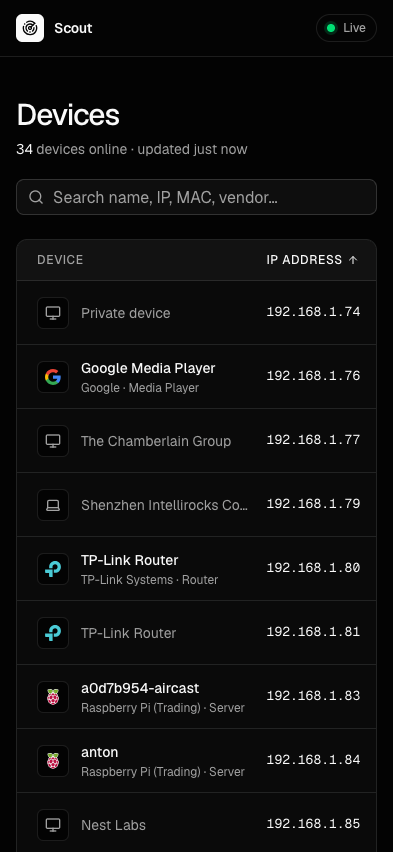 Scout
Live
Devices
34 devices online · updated just now
Search name, IP, MAC, vendor...
DEVICE IP ADDRESS ↑
Private device 192.168.1.74
Google Media Player 192.168.1.76
Google · Media Player
The Chamberlain Group 192.168.1.77
Shenzhen Intellirocks Co... 192.168.1.79
TP-Link Router 192.168.1.80
TP-Link Systems · Router
TP-Link Router 192.168.1.81
a0d7b954-aircast 192.168.1.83
Raspberry Pi (Trading) · Server
anton 192.168.1.84
Raspberry Pi (Trading) · Server
Nest Labs 192.168.1.85